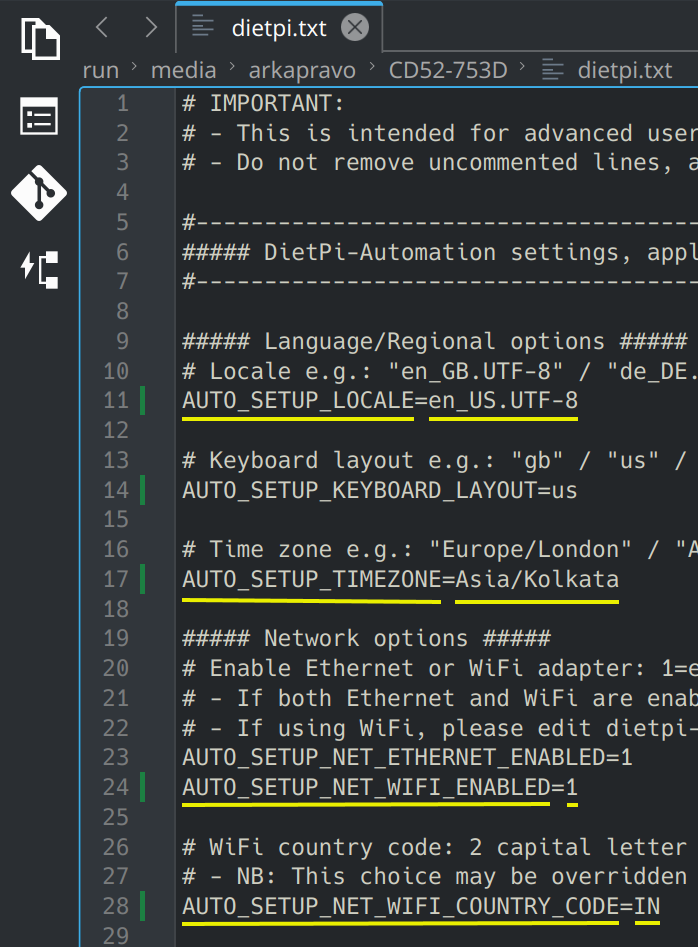 dietpi.txt
run > media > arkapravo > CD52-753D > dietpi.txt
1 # IMPORTANT:
2 # - This is intended for advanced user
3 # - Do not remove uncommented lines, a
4
5 #-------------------------------------
6 ##### DietPi-Automation settings, appl
7 #-------------------------------------
8
9 ##### Language/Regional options #####
10 # Locale e.g.: "en_GB.UTF-8" / "de_DE.
11 AUTO_SETUP_LOCALE=en_US.UTF-8
12
13 # Keyboard layout e.g.: "gb" / "us" /
14 AUTO_SETUP_KEYBOARD_LAYOUT=us
15
16 # Time zone e.g.: "Europe/London" / "A
17 AUTO_SETUP_TIMEZONE=Asia/Kolkata
18
19 ##### Network options #####
20 # Enable Ethernet or WiFi adapter: 1=e
21 # - If both Ethernet and WiFi are enab
22 # - If using WiFi, please edit dietpi-
23 AUTO_SETUP_NET_ETHERNET_ENABLED=1
24 AUTO_SETUP_NET_WIFI_ENABLED=1
25
26 # WiFi country code: 2 capital letter
27 # - NB: This choice may be overridden
28 AUTO_SETUP_NET_WIFI_COUNTRY_CODE=IN
29